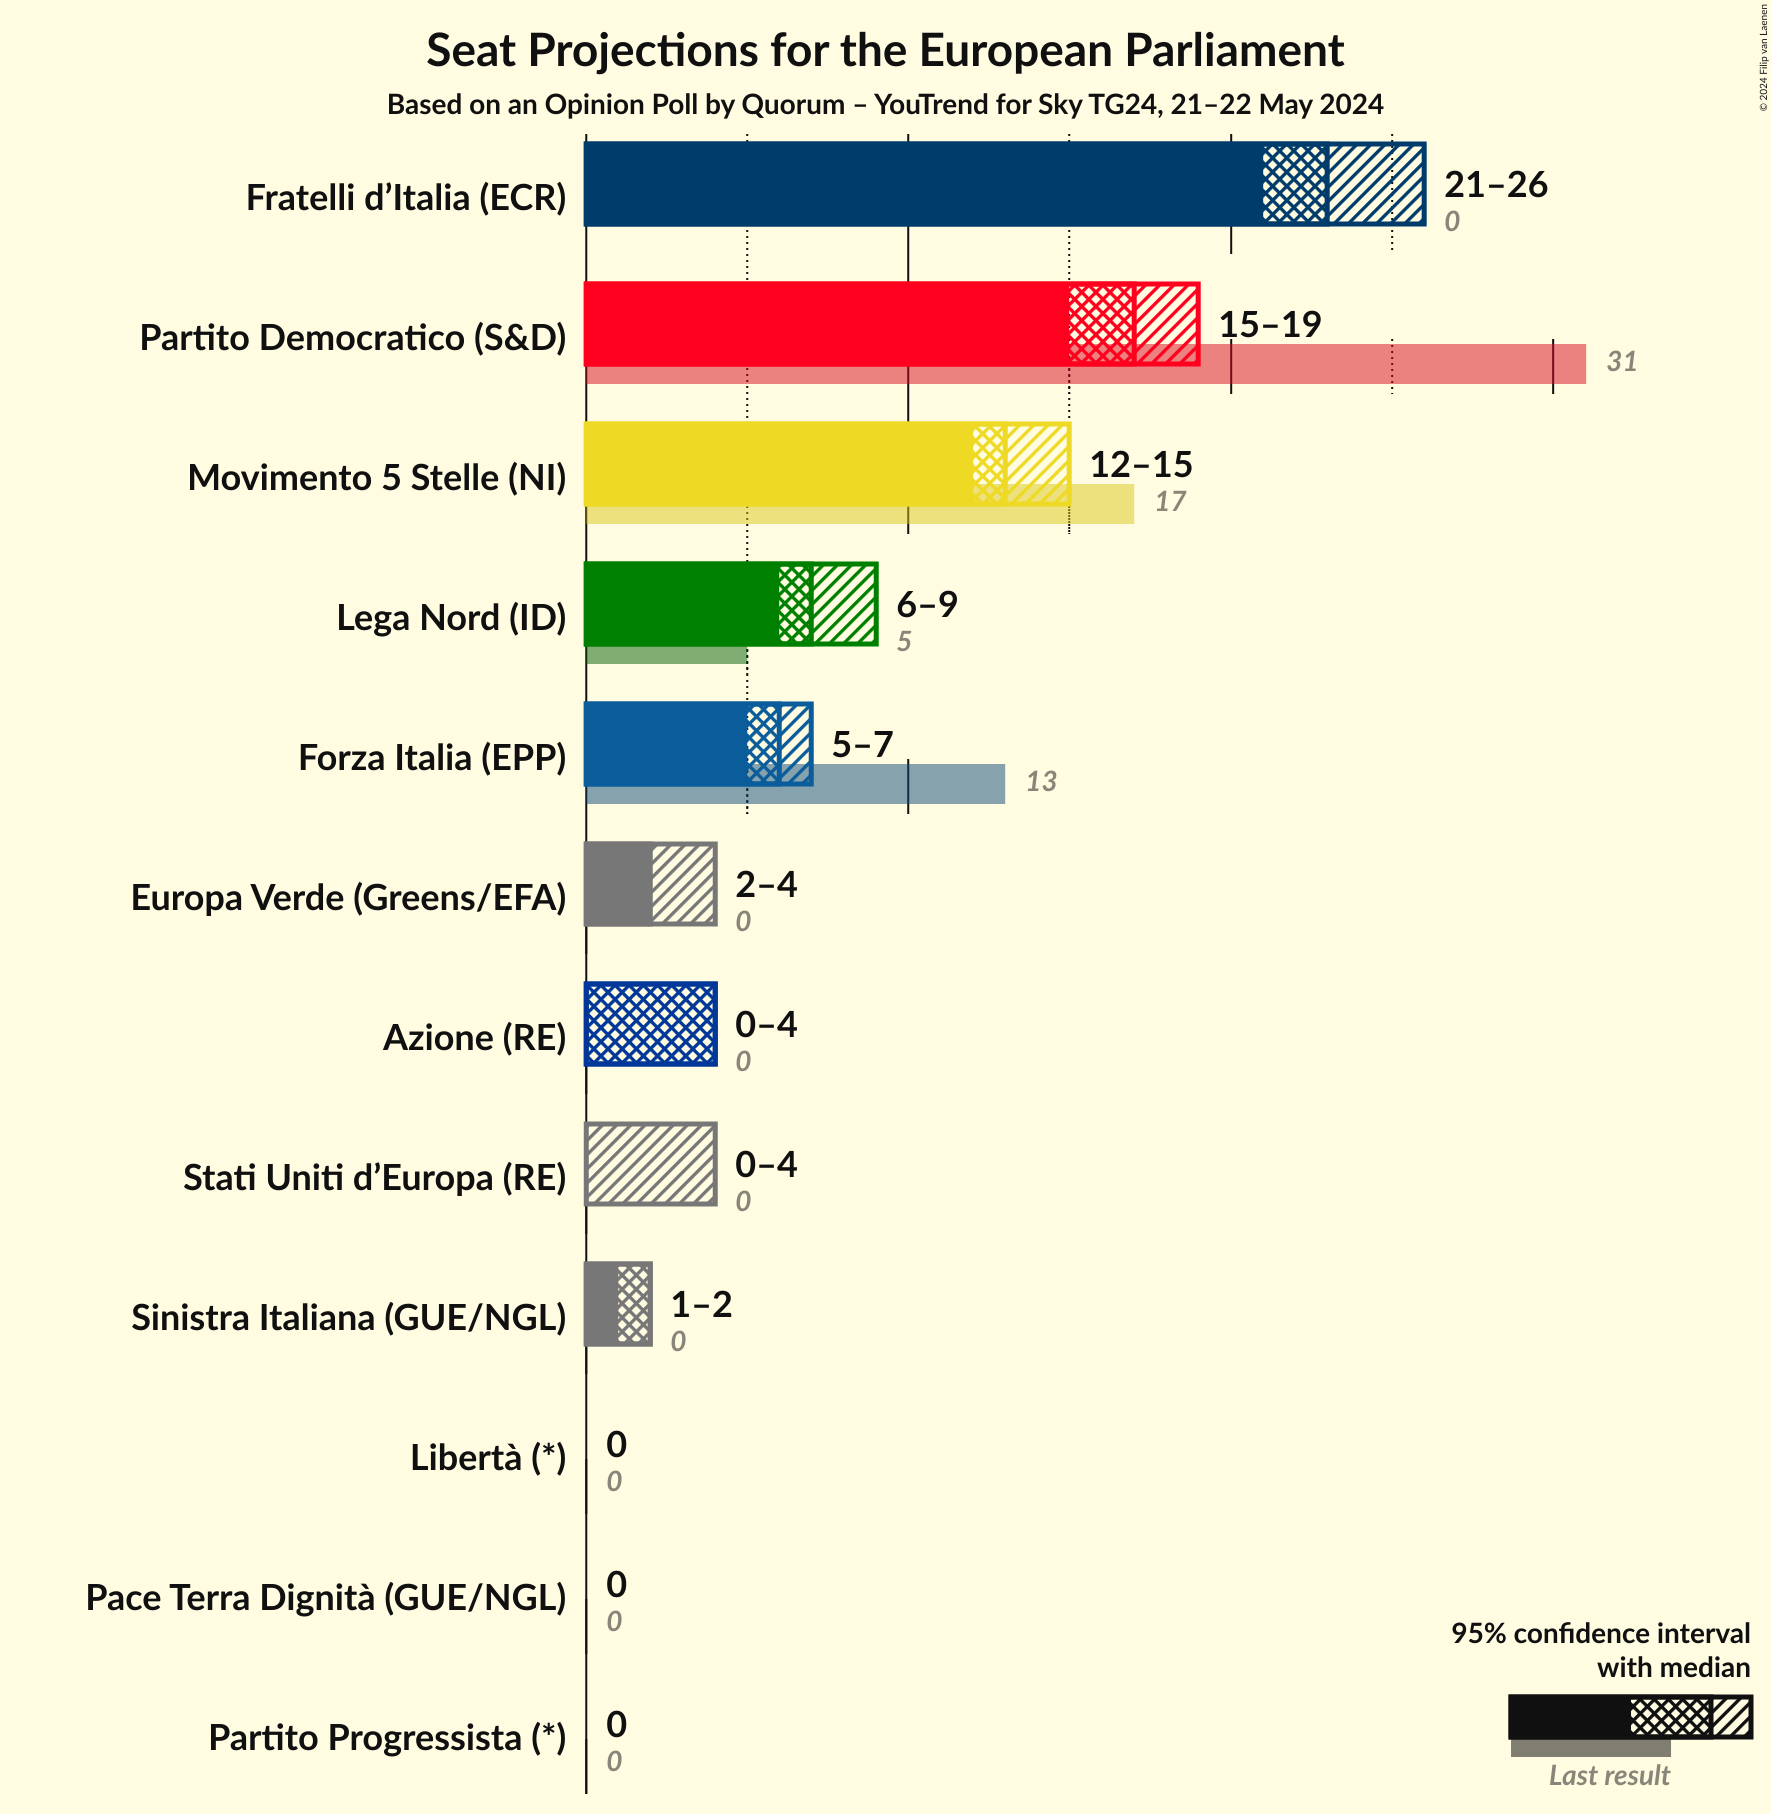 Seat Projections for the European Parliament
Based on an Opinion Poll by Quorum – YouTrend for Sky TG24, 21–22 May 2024
© 2024 Filip van Laenen
Fratelli d’Italia (ECR)
21–26
0
Partito Democratico (S&D)
15–19
31
Movimento 5 Stelle (NI)
12–15
17
Lega Nord (ID)
6–9
5
Forza Italia (EPP)
5–7
13
Europa Verde (Greens/EFA)
2–4
0
Azione (RE)
0–4
0
Stati Uniti d’Europa (RE)
0–4
0
Sinistra Italiana (GUE/NGL)
1–2
0
Libertà (*)
0
0
Pace Terra Dignità (GUE/NGL)
0
0
Partito Progressista (*)
0
0
95% confidence interval
with median
Last result